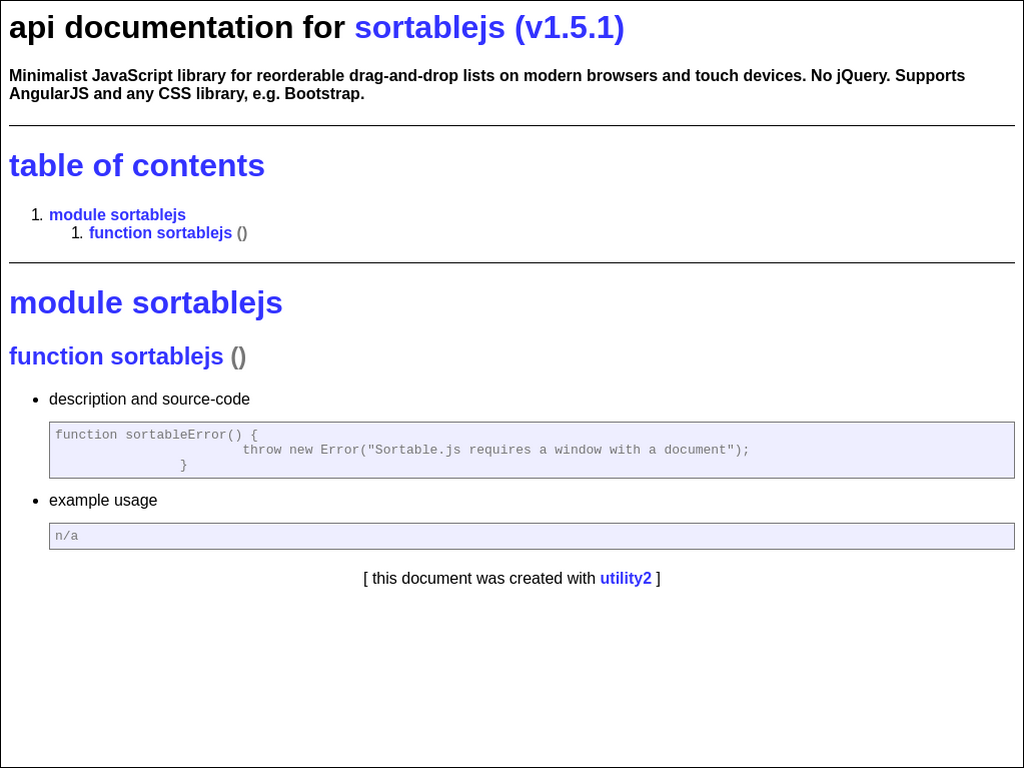 api documentation for sortablejs (v1.5.1)
Minimalist JavaScript library for reorderable drag-and-drop lists on modern browsers and touch devices. No jQuery. Supports
AngularJS and any CSS library, e.g. Bootstrap.
table of contents
1. module sortablejs
1. function sortablejs ()
module sortablejs
function sortablejs ()
• description and source-code
function sortableError() {
throw new Error("Sortable.js requires a window with a document");
}
• example usage
n/a
[ this document was created with utility2 ]